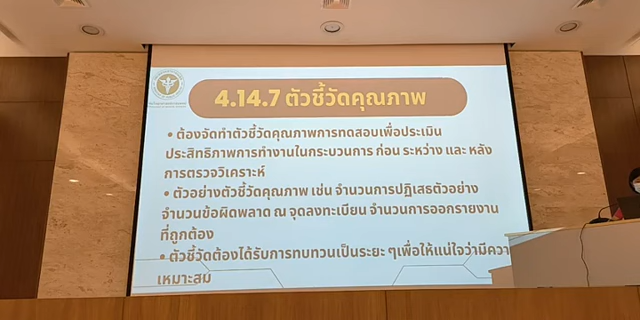 4.14.7 ตัวชี้วัดคุณภาพ
• ต้องจัดทำตัวชี้วัดคุณภาพการทดสอบเพื่อประเมิน
ประสิทธิภาพการทำงานในกระบวนการ ก่อน ระหว่าง และ หลัง
การตรวจวิเคราะห์
• ตัวอย่างตัวชี้วัดคุณภาพ เช่น จำนวนการปฏิเสธตัวอย่าง
จำนวนข้อผิดพลาด ณ จุดลงทะเบียน จำนวนการออกรายงาน
ที่ถูกต้อง
• ตัวชี้วัดต้องได้รับการทบทวนเป็นระยะ ๆเพื่อให้แน่ใจว่ามีควา
เหมาะสม